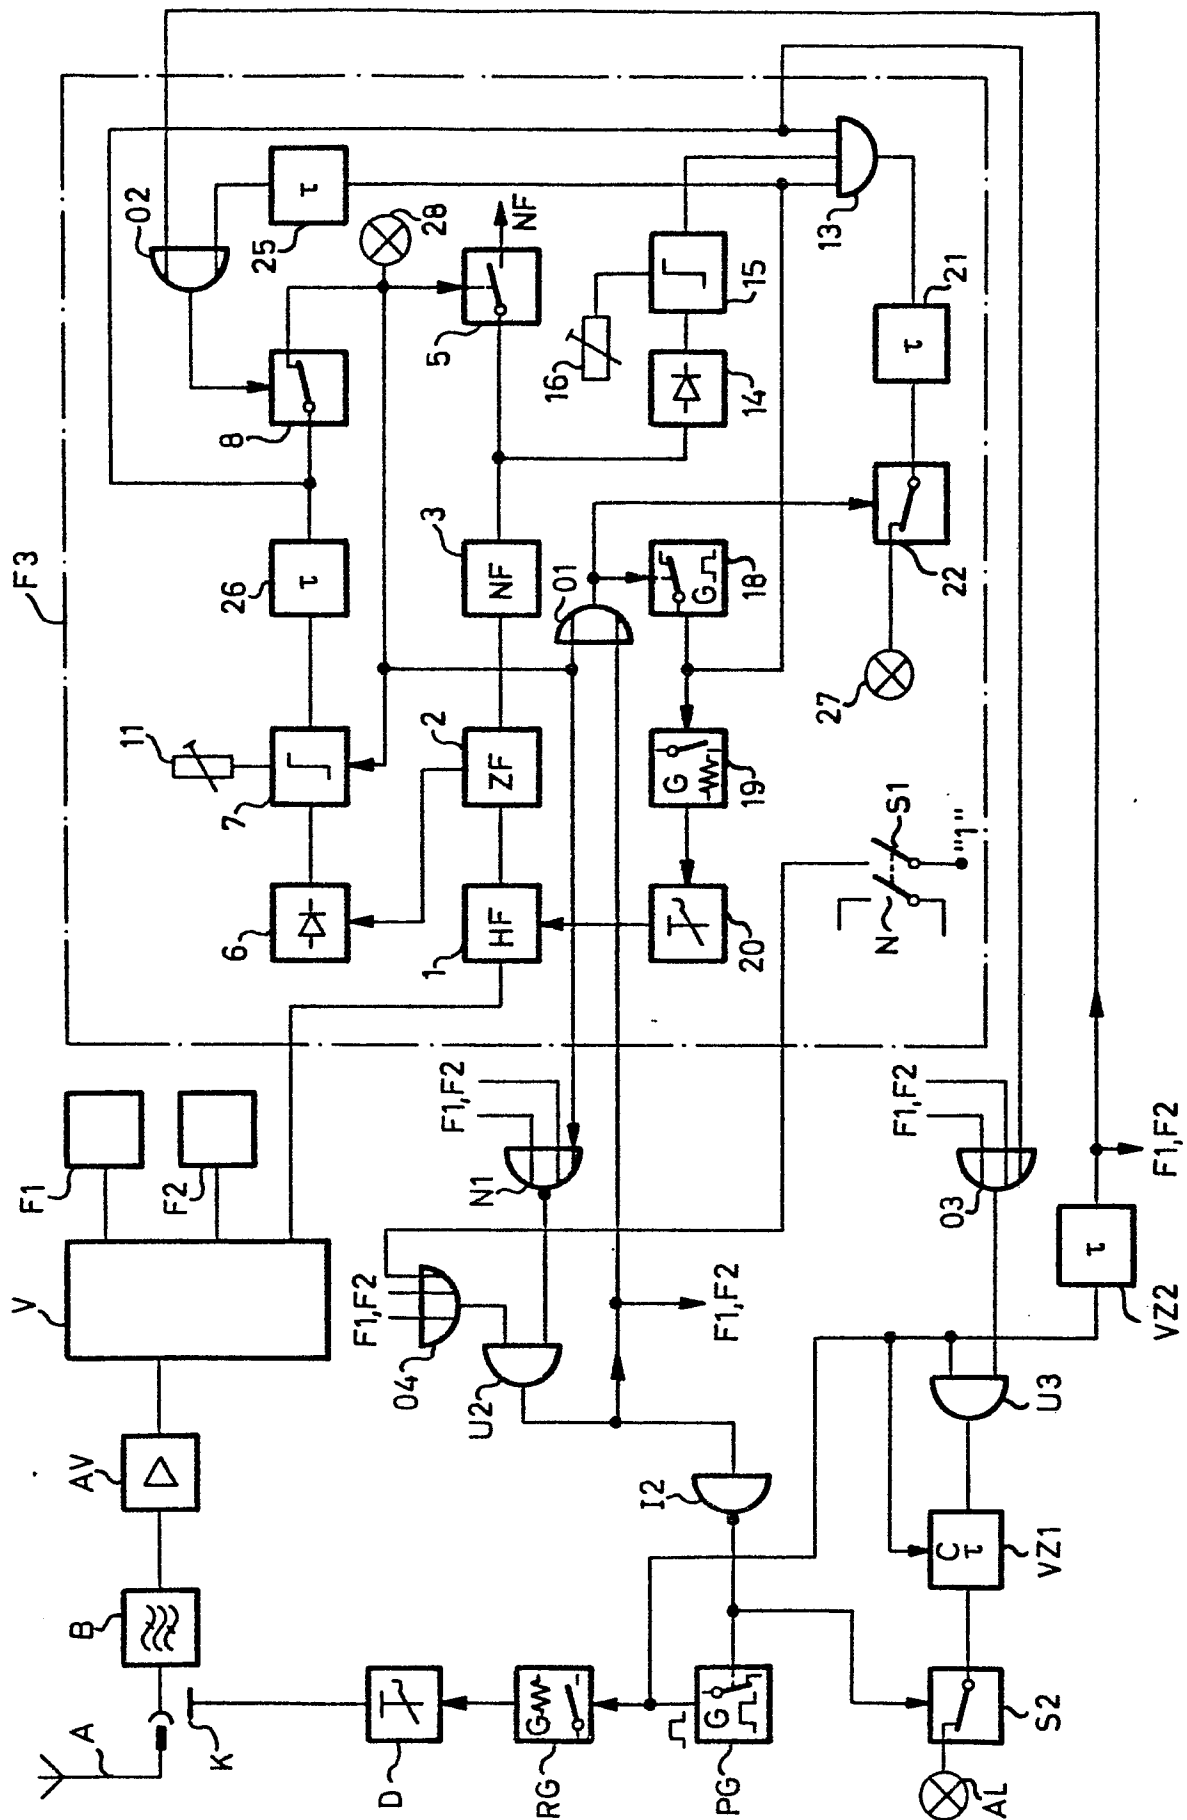 F3
V
F1
F2
AV
B
A
K
D
RG
G
PG
G
AL
S2
VZ1
C
τ
U3
I2
U2
04
F1,F2
N1
F1,F2
F1,F2
03
F1,F2
VZ2
τ
F1,F2
11
7
6
26
τ
8
02
25
τ
28
5
NF
3
NF
2
ZF
1
HF
01
16
15
14
13
18
G
19
G
20
21
τ
22
27
S1
N
"1"